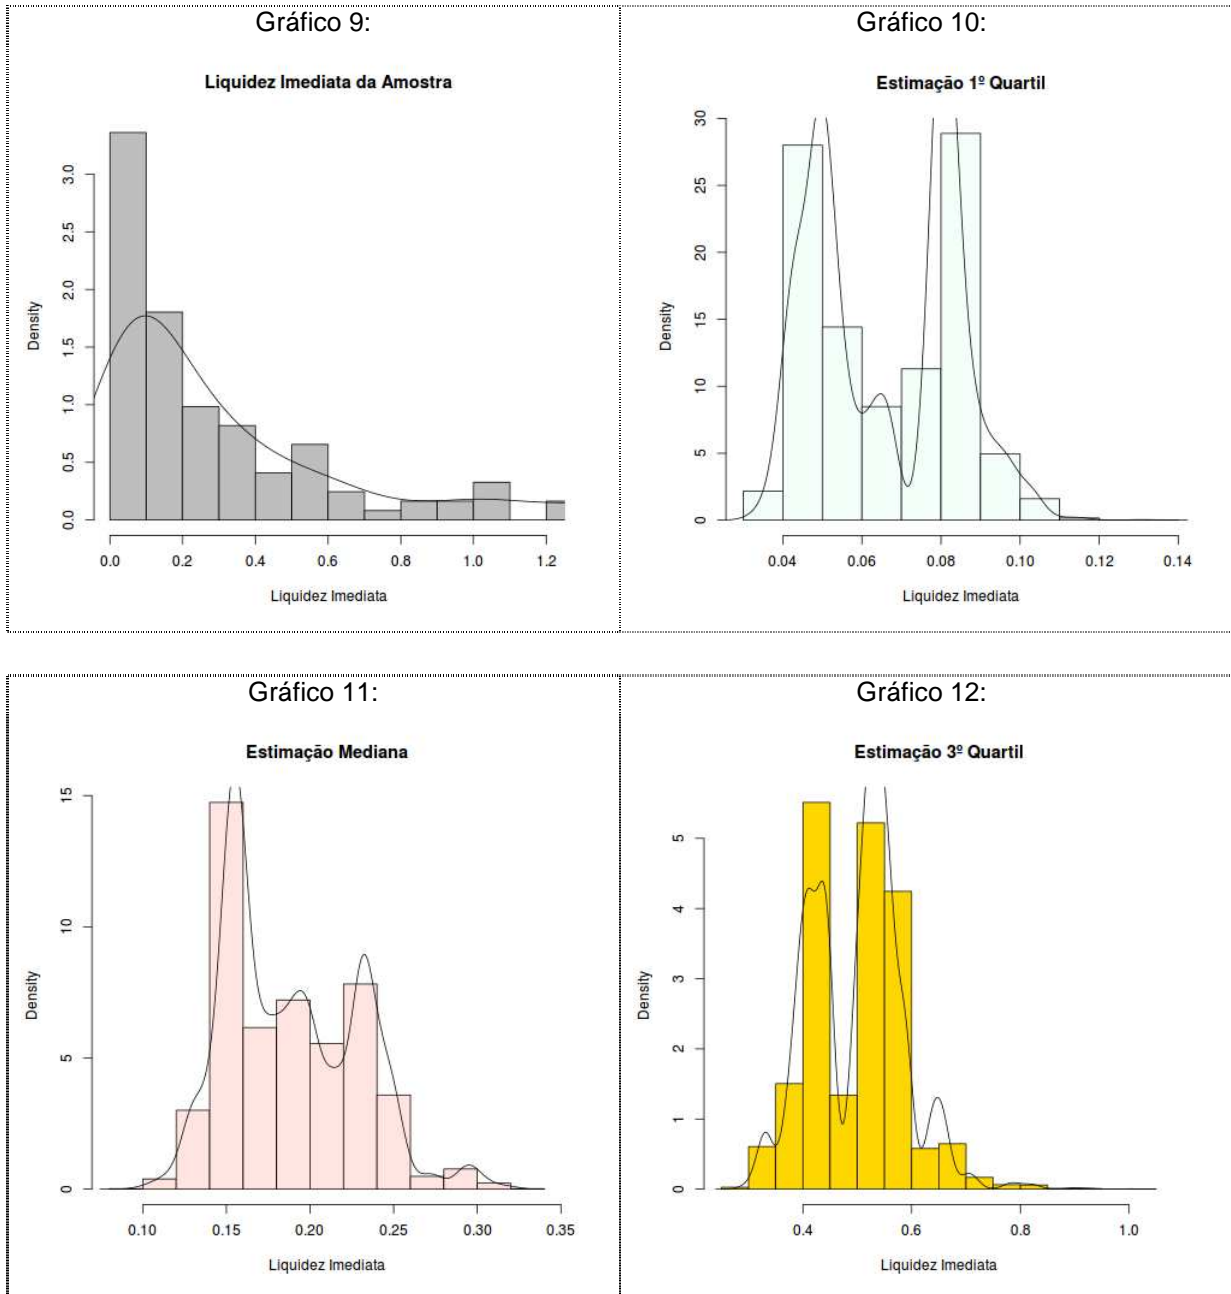 Gráfico 9:
Liquidez Imediata da Amostra
Density
0.0 0.5 1.0 1.5 2.0 2.5 3.0
0.0 0.2 0.4 0.6 0.8 1.0 1.2
Liquidez Imediata
Gráfico 10:
Estimação 1º Quartil
Density
0 5 10 15 20 25 30
0.04 0.06 0.08 0.10 0.12 0.14
Liquidez Imediata
Gráfico 11:
Estimação Mediana
Density
0 5 10 15
0.10 0.15 0.20 0.25 0.30 0.35
Liquidez Imediata
Gráfico 12:
Estimação 3º Quartil
Density
0 1 2 3 4 5
0.4 0.6 0.8 1.0
Liquidez Imediata